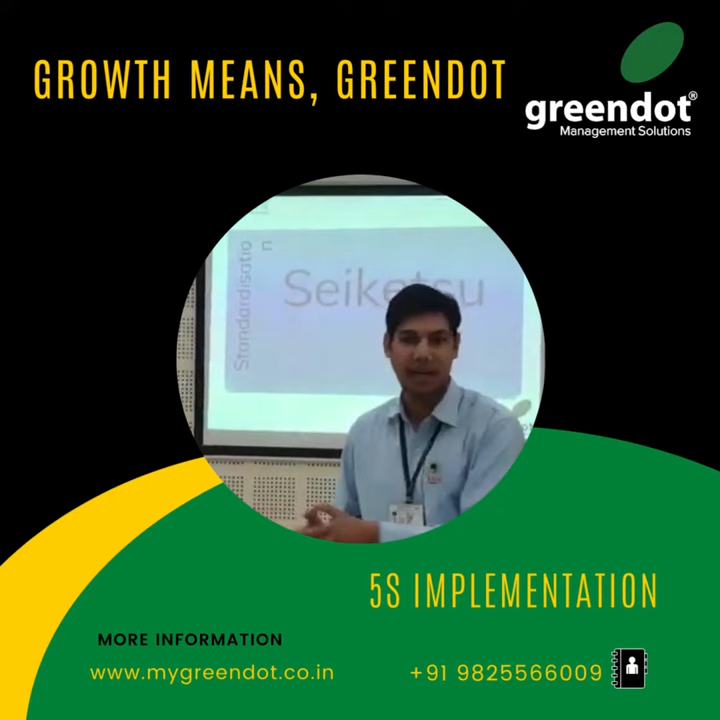 GROWTH MEANS, GREENDOT
greendot®
Management Solutions
Standardisatio
n
Seiketsu
5S IMPLEMENTATION
MORE INFORMATION
www.mygreendot.co.in
+91 9825566009